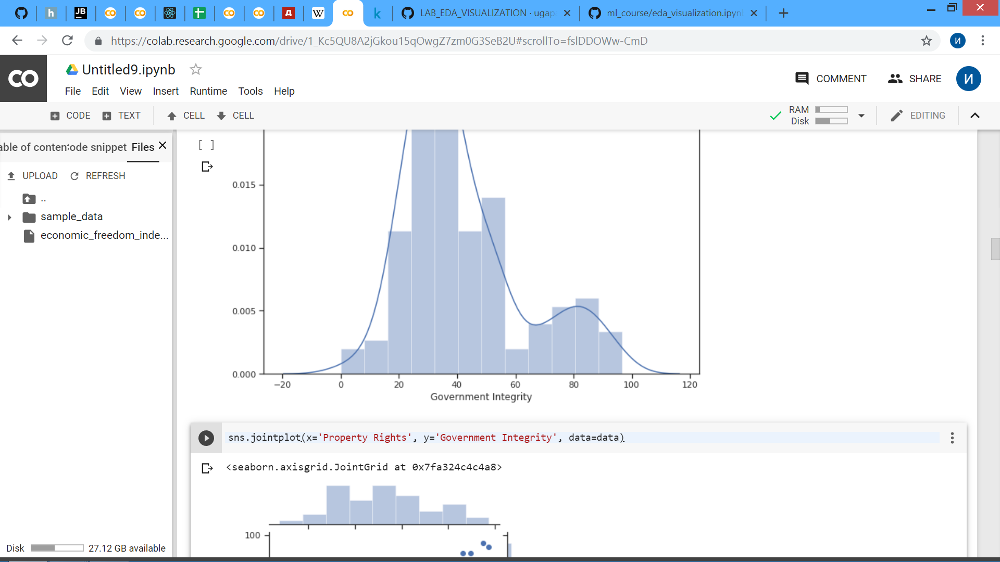 h
JB
W
k
LAB_EDA_VISUALIZATION · ugap
ml_course/eda_visualization.ipyn
https://colab.research.google.com/drive/1_Kc5QU8A2jGkou15qOwgZ7zm0G3SeB2U#scrollTo=fslDDOWw-CmD
И
CO
Untitled9.ipynb
COMMENT
SHARE
И
File Edit View Insert Runtime Tools Help
CODE TEXT CELL CELL
RAM
Disk
EDITING
able of conten ode snippet Files
UPLOAD REFRESH
..
sample_data
economic_freedom_inde...
[ ]
0.015
0.010
0.005
0.000
−20 0 20 40 60 80 100 120
Government Integrity
sns.jointplot(x='Property Rights', y='Government Integrity', data=data)
<seaborn.axisgrid.JointGrid at 0x7fa324c4c4a8>
100
Disk 27.12 GB available